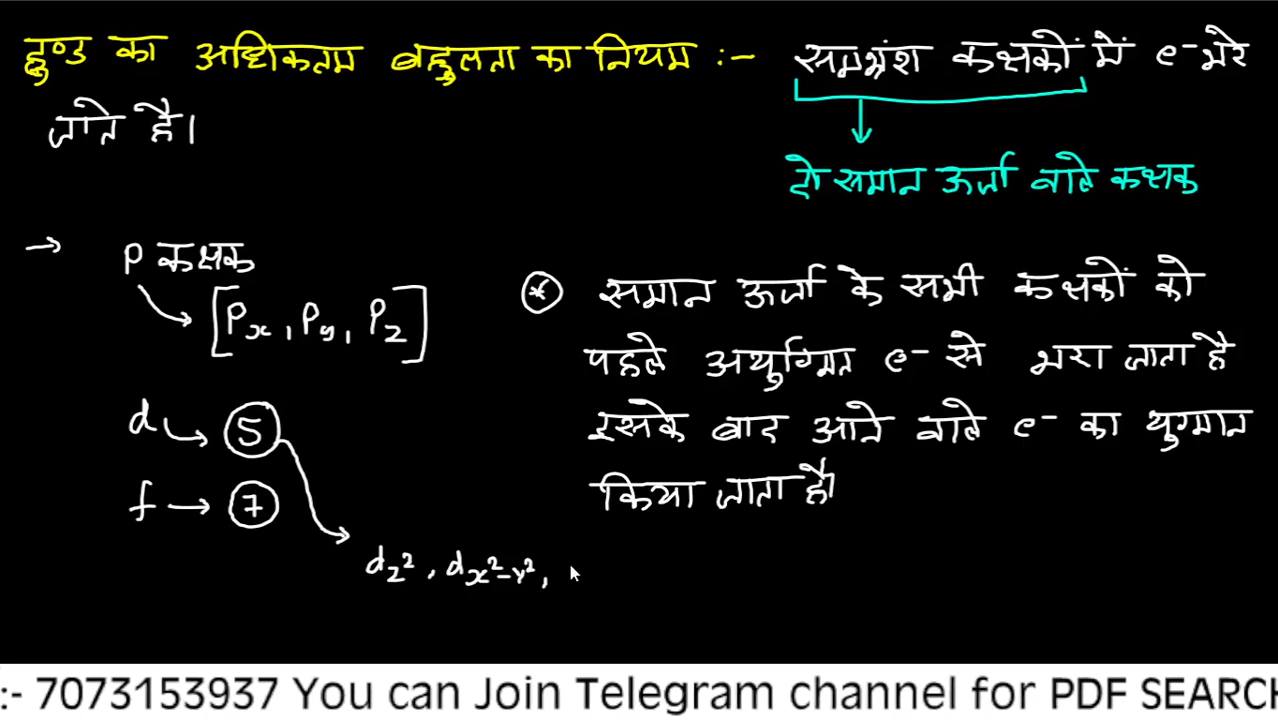 हुण्ड का अधिकतम बहुलता का नियम :- समभ्रंश कक्षकों में e⁻ भरे
जाते है।
समान ऊर्जा वाले कक्षक
→ P कक्षक
[Px, Py, Pz]
* समान ऊर्जा के सभी कक्षकों को
पहले अयुग्मित e⁻ से भरा जाता है
इसके बाद आने वाले e⁻ का युग्मान
किया जाता है।
d → 5
f → 7
dz², dx²-y²,
:- 7073153937 You can Join Telegram channel for PDF SEARCH